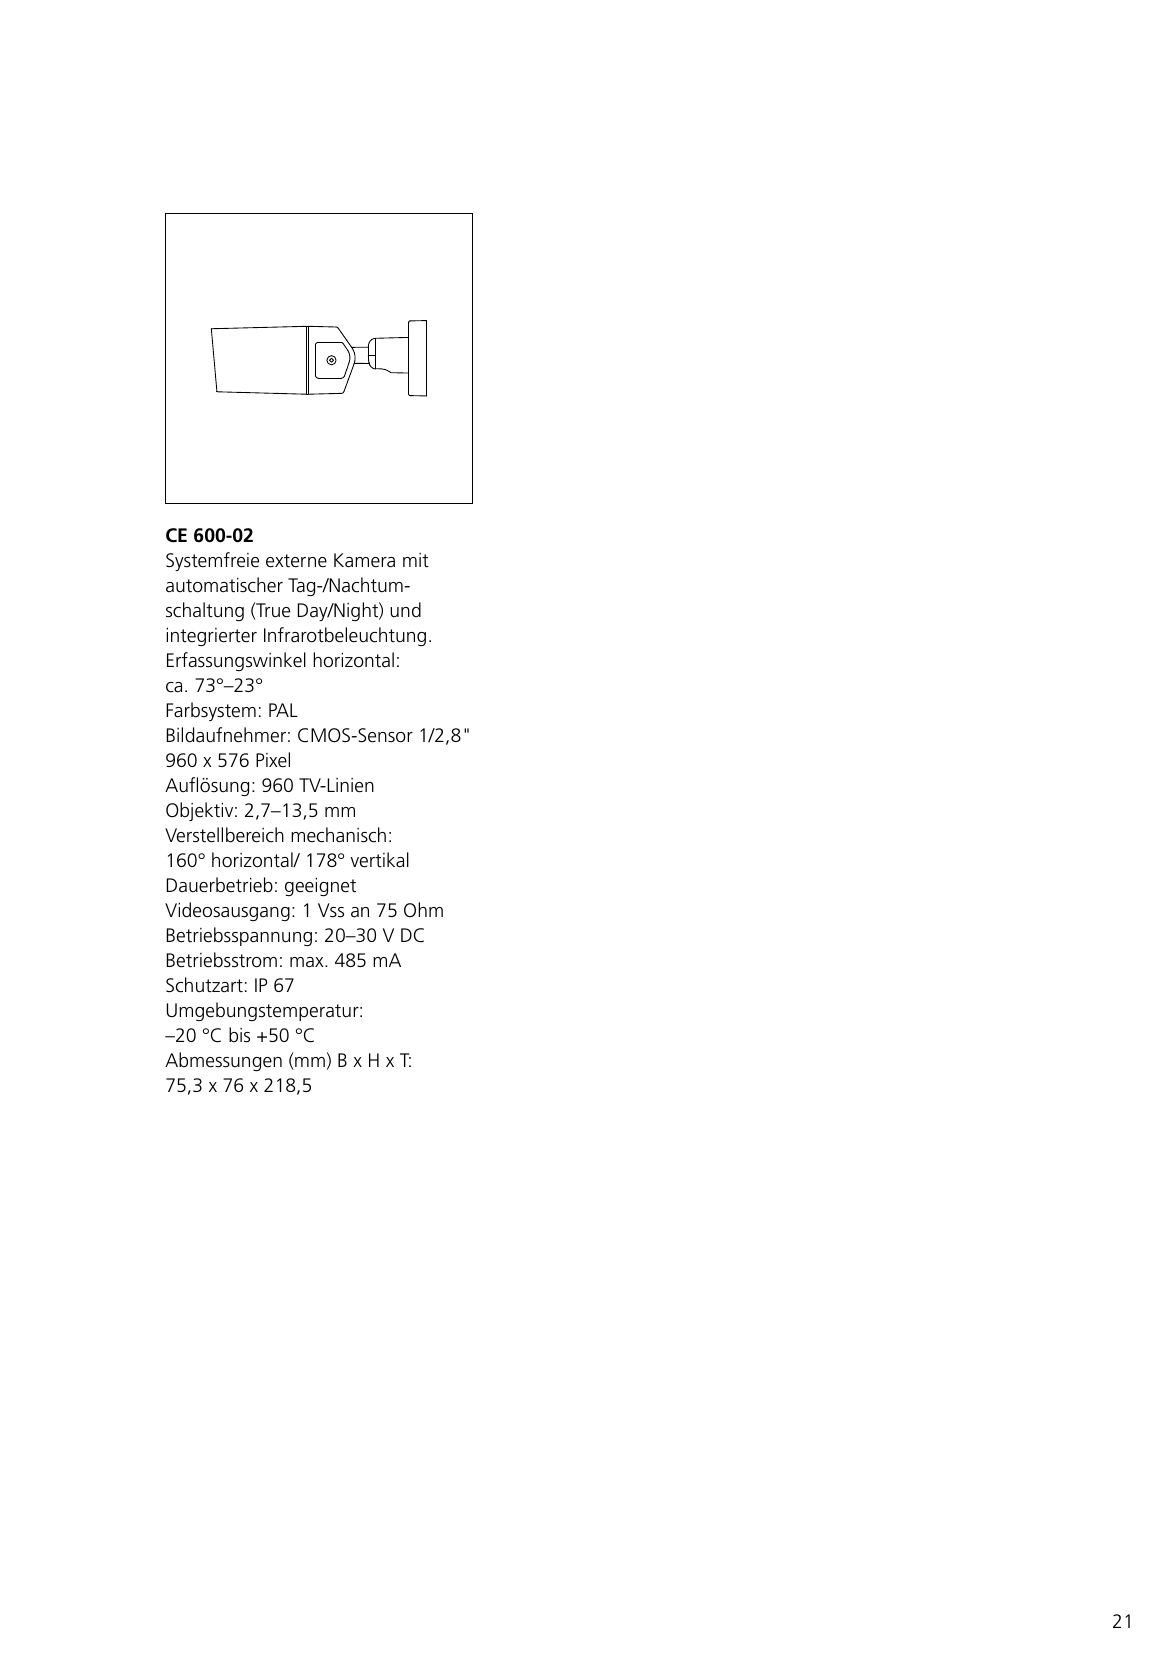 CE 600-02
Systemfreie externe Kamera mit
automatischer Tag-/Nachtum-
schaltung (True Day/Night) und
integrierter Infrarotbeleuchtung.
Erfassungswinkel horizontal:
ca. 73°–23°
Farbsystem: PAL
Bildaufnehmer: CMOS-Sensor 1/2,8"
960 x 576 Pixel
Auflösung: 960 TV-Linien
Objektiv: 2,7–13,5 mm
Verstellbereich mechanisch:
160° horizontal/ 178° vertikal
Dauerbetrieb: geeignet
Videosausgang: 1 Vss an 75 Ohm
Betriebsspannung: 20–30 V DC
Betriebsstrom: max. 485 mA
Schutzart: IP 67
Umgebungstemperatur:
–20 °C bis +50 °C
Abmessungen (mm) B x H x T:
75,3 x 76 x 218,5
21